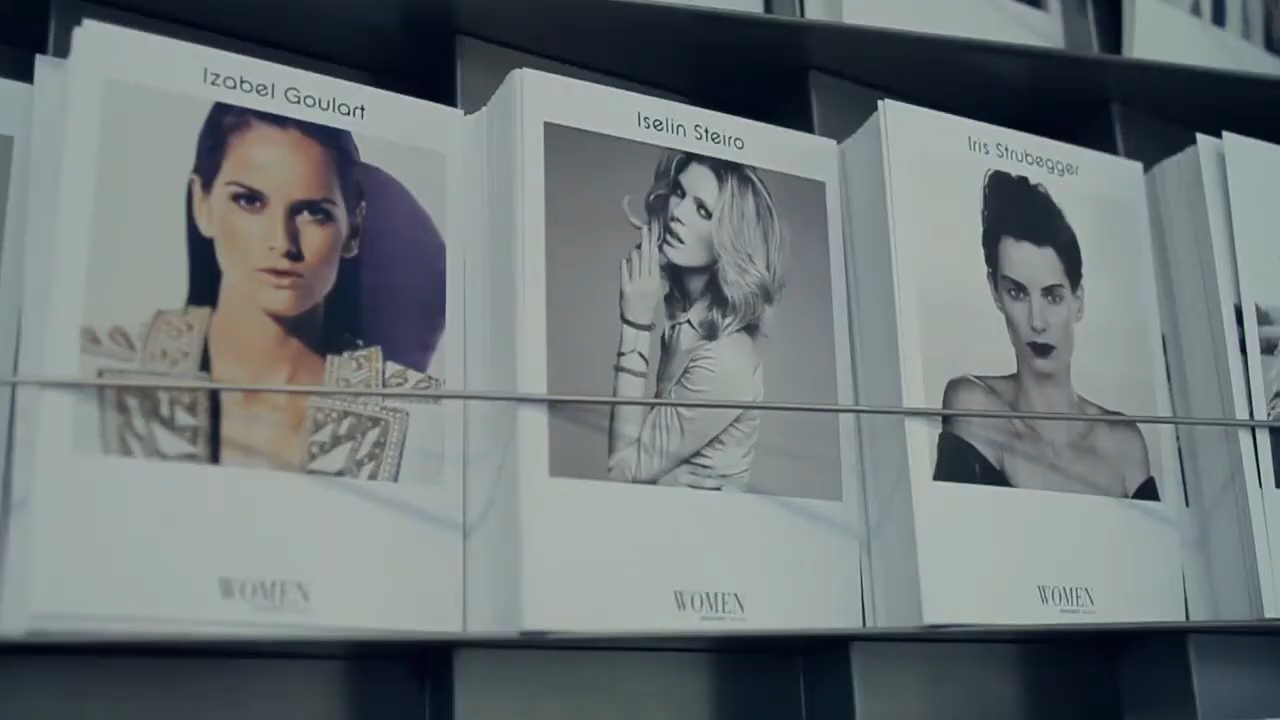 Izabel Goulart
Iselin Steiro
Iris Strubegger
WOMEN
WOMEN
WOMEN